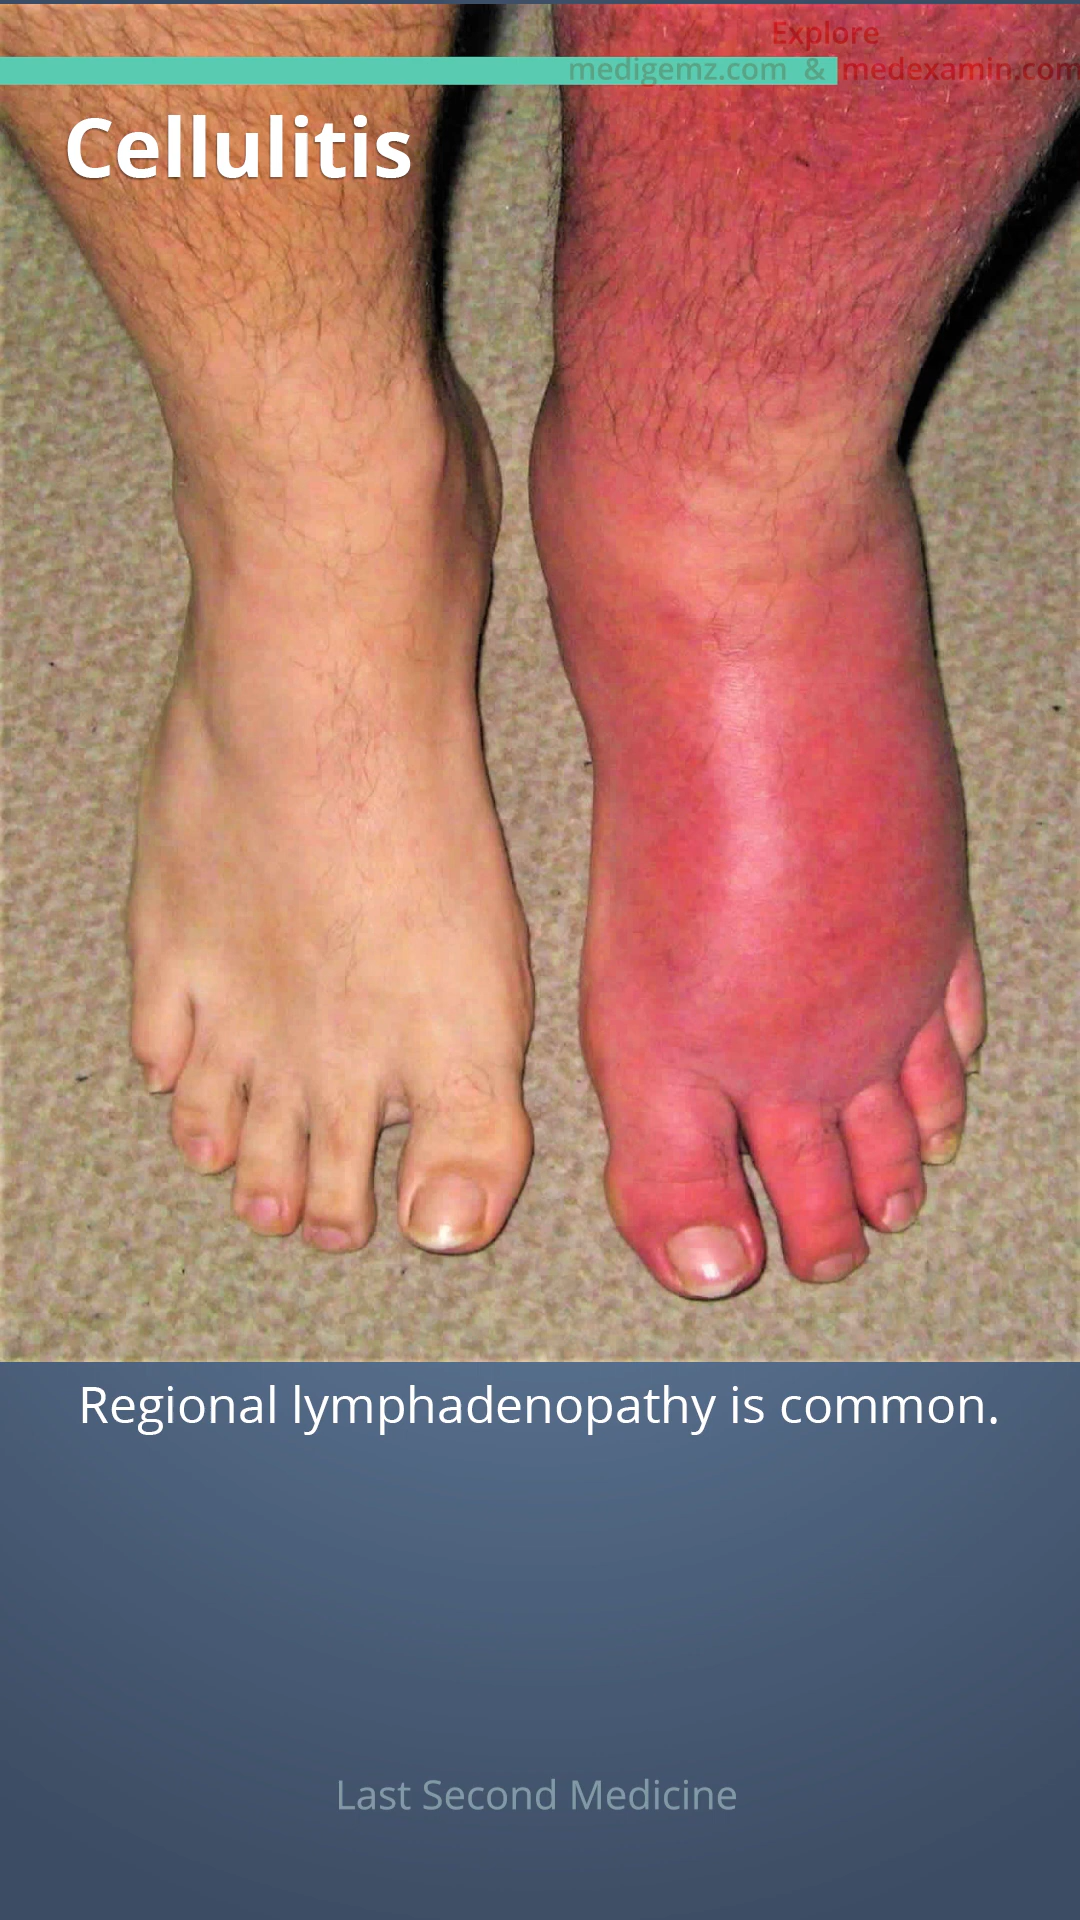 Explore
medigemz.com & medexamin.com
Cellulitis
Regional lymphadenopathy is common.
Last Second Medicine